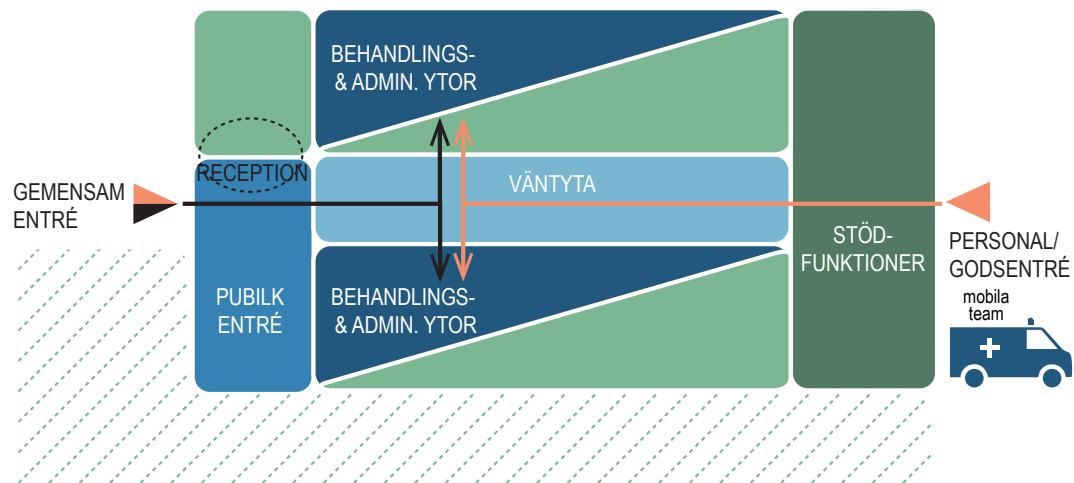 BEHANDLINGS-
& ADMIN. YTOR
RECEPTION
GEMENSAM
ENTRÉ
VÄNTYTA
STÖD-
FUNKTIONER
PERSONAL/
GODSENTRÉ
PUBILK
ENTRÉ
BEHANDLINGS-
& ADMIN. YTOR
mobila
team